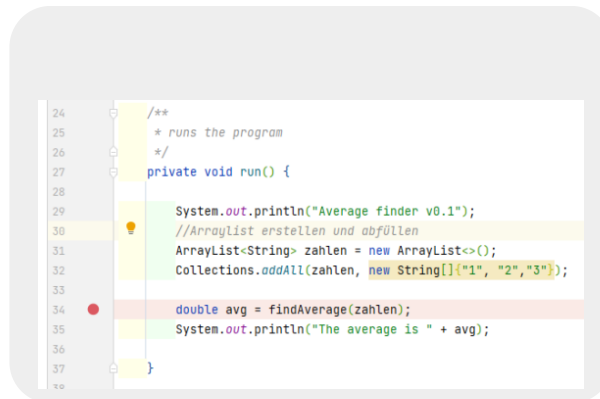 24 /**
25 * runs the program
26 */
27 private void run() {
28
29 System.out.println("Average finder v0.1");
30 //Arraylist erstellen und abfüllen
31 ArrayList<String> zahlen = new ArrayList<>();
32 Collections.addAll(zahlen, new String[]{"1", "2","3"});
33
34 double avg = findAverage(zahlen);
35 System.out.println("The average is " + avg);
36
37 }
38